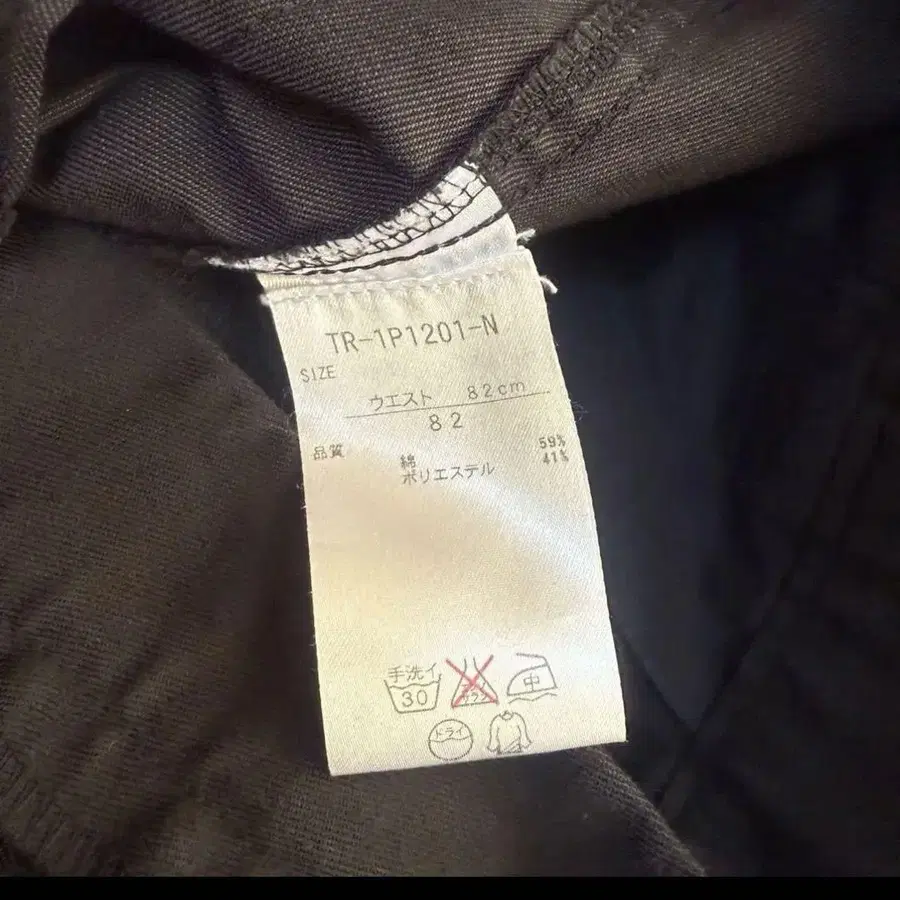 TR-1P1201-N
SIZE
ウエスト 82cm
82
品質 綿 59%
ポリエステル 41%
手洗イ
30
中
ドライ